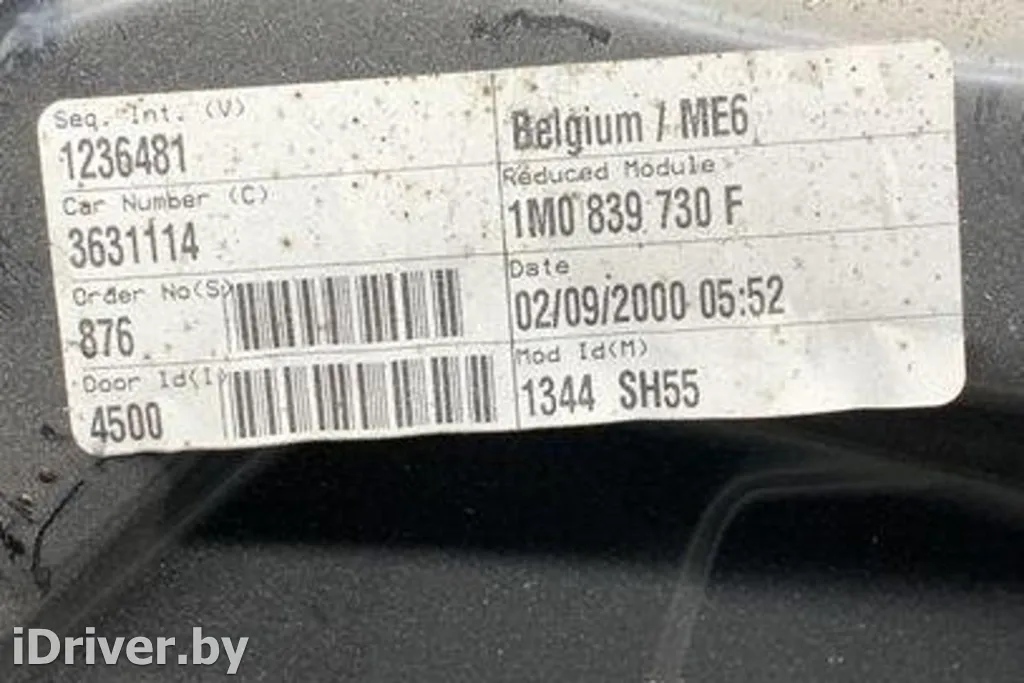 Seq. Int. (V)
1236481
Car Number (C)
3631114
Order No(S)
876
Door Id(I)
4500
Belgium / ME6
Reduced Module
1M0 839 730 F
Date
02/09/2000 05:52
Mod Id(M)
1344 SH55
iDriver.by